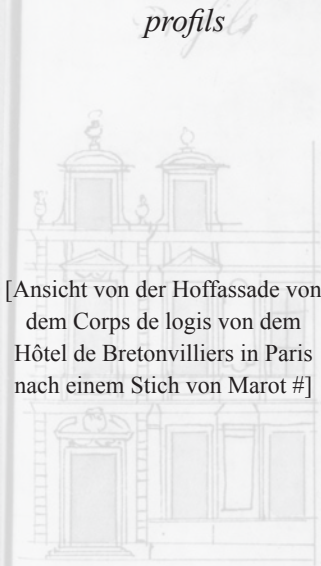 profils
[Ansicht von der Hoffassade von
dem Corps de logis von dem
Hôtel de Bretonvilliers in Paris
nach einem Stich von Marot #]